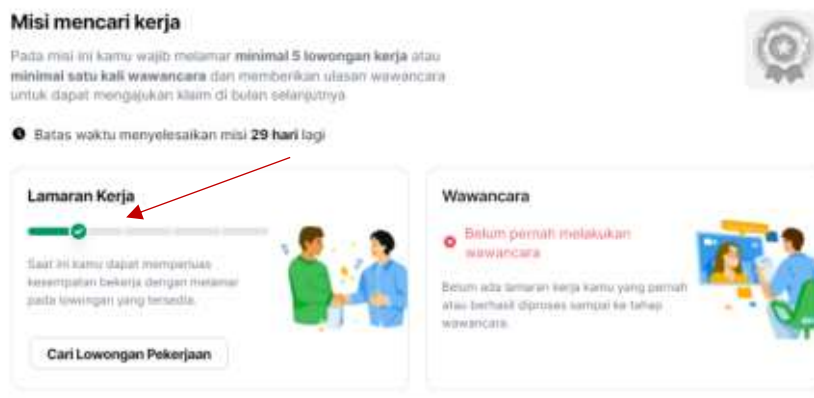 Misi mencari kerja
Pada misi ini kamu wajib melamar minimal 5 lowongan kerja atau
minimal satu kali wawancara dan memberikan ulasan wawancara
untuk dapat mengajukan klaim di bulan selanjutnya
Batas waktu menyelesaikan misi 29 hari lagi
Lamaran Kerja
Saat ini kamu dapat memperluas
kesempatan bekerja dengan melamar
pada lowongan yang tersedia.
Cari Lowongan Pekerjaan
Wawancara
Belum pernah melakukan
wawancara
Belum ada lamaran kerja kamu yang pernah
atau berhasil diproses sampai ke tahap
wawancara.